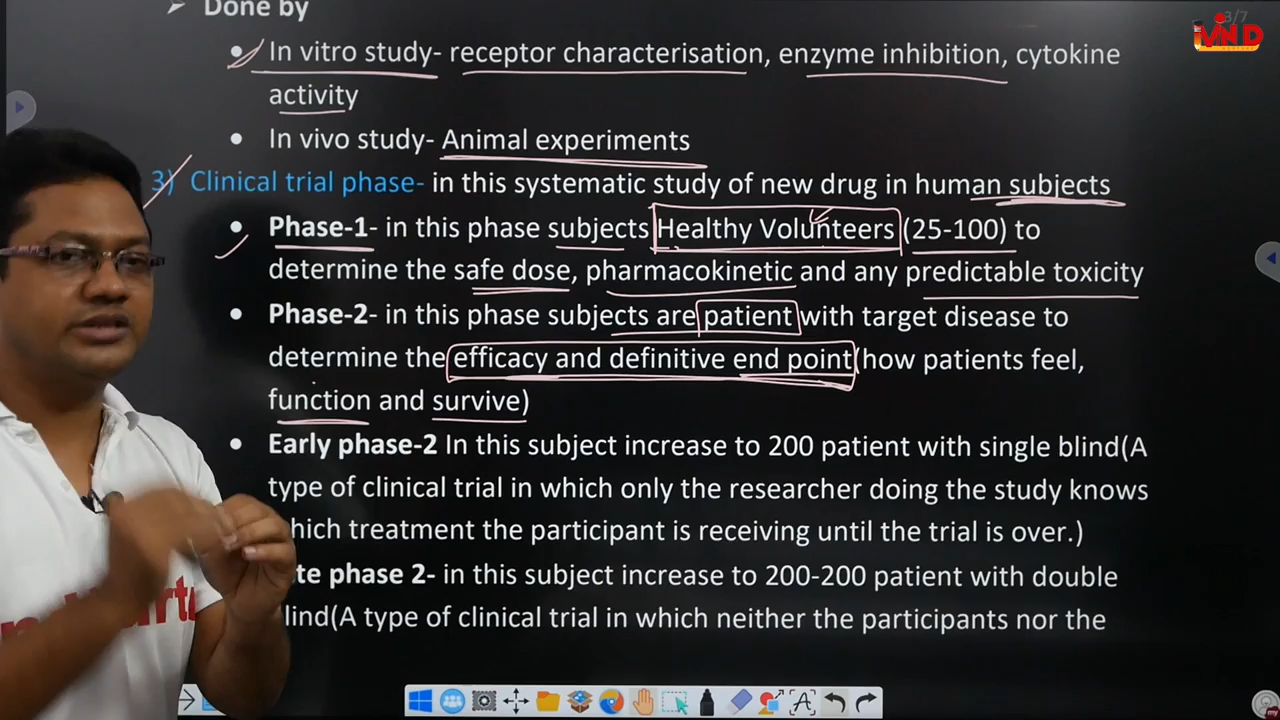 3/7
➢ Done by
• In vitro study- receptor characterisation, enzyme inhibition, cytokine
activity
• In vivo study- Animal experiments
3) Clinical trial phase- in this systematic study of new drug in human subjects
• Phase-1- in this phase subjects Healthy Volunteers (25-100) to
determine the safe dose, pharmacokinetic and any predictable toxicity
• Phase-2- in this phase subjects are patient with target disease to
determine the efficacy and definitive end point(how patients feel,
function and survive)
• Early phase-2 In this subject increase to 200 patient with single blind(A
type of clinical trial in which only the researcher doing the study knows
hich treatment the participant is receiving until the trial is over.)
te phase 2- in this subject increase to 200-200 patient with double
lind(A type of clinical trial in which neither the participants nor the